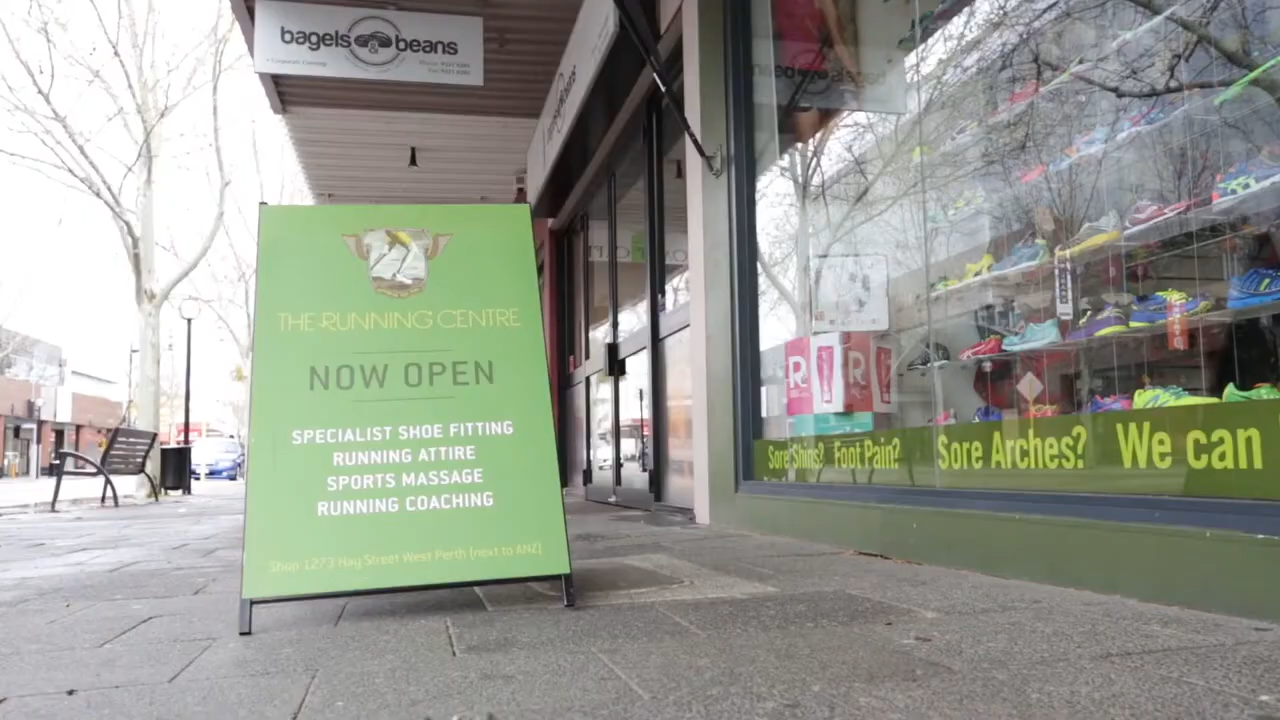 bagels & beans
THE RUNNING CENTRE
NOW OPEN
SPECIALIST SHOE FITTING
RUNNING ATTIRE
SPORTS MASSAGE
RUNNING COACHING
Shop 1273 Hay Street West Perth (next to ANZ)
Sore Shins? Foot Pain? Sore Arches? We can